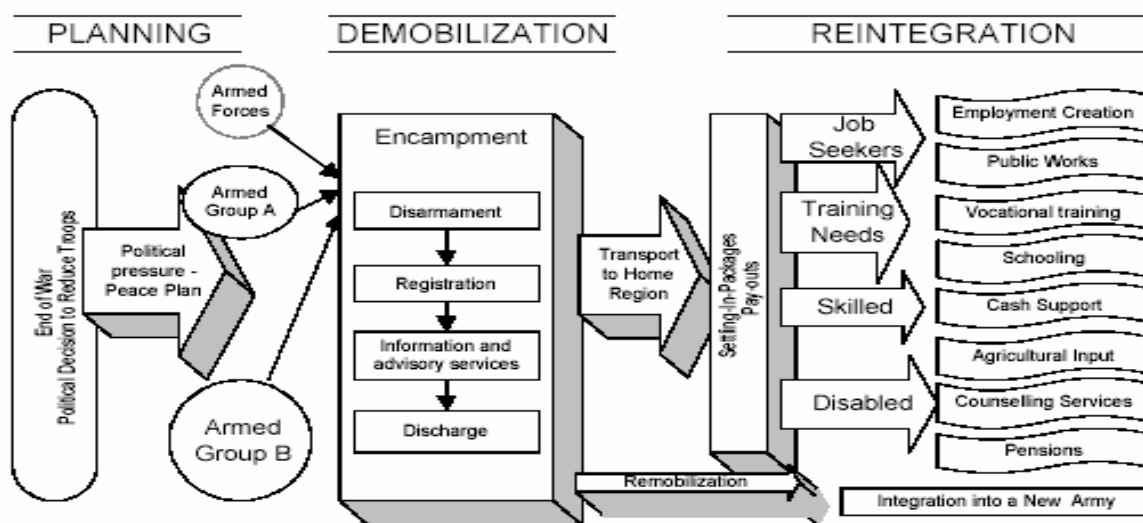 PLANNING
DEMOBILIZATION
REINTEGRATION
End of War
Political Decision to Reduce Troops
Political
pressure -
Peace Plan
Armed
Forces
Armed
Group A
Armed
Group B
Encampment
Disarmament
Registration
Information and
advisory services
Discharge
Transport
to Home
Region
Remobilization
Settling-In-Packages
Pay-outs
Job
Seekers
Training
Needs
Skilled
Disabled
Employment Creation
Public Works
Vocational training
Schooling
Cash Support
Agricultural Input
Counselling Services
Pensions
Integration into a New Army